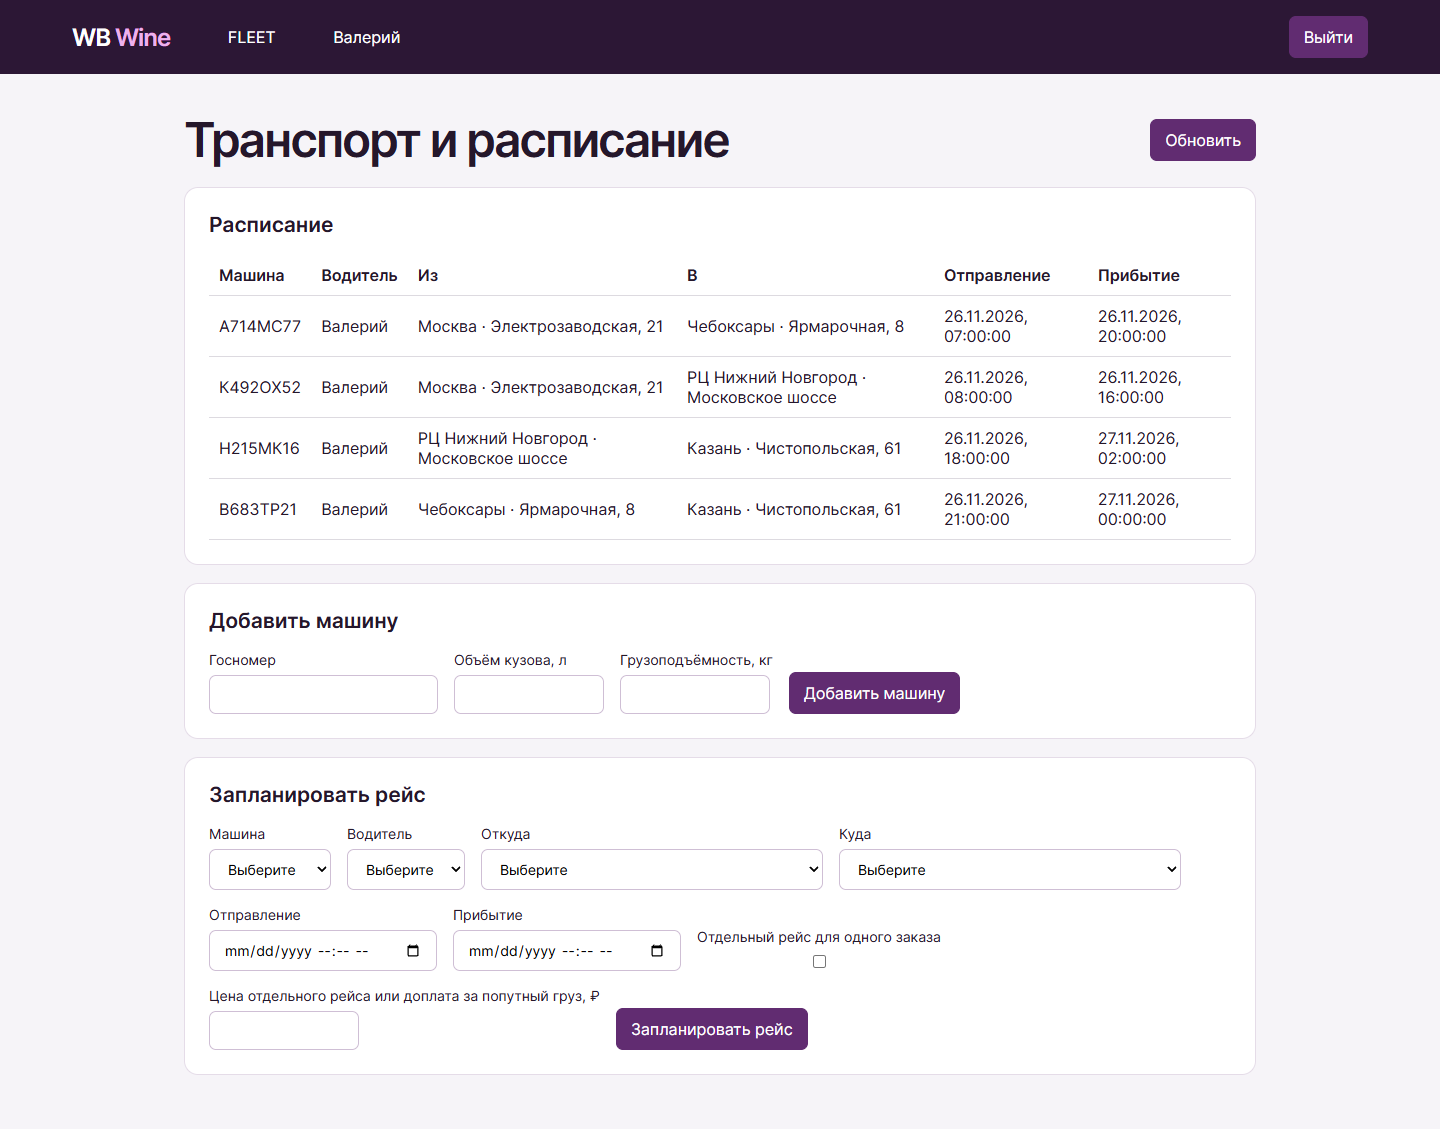 WB Wine FLEET Валерий Выйти
Транспорт и расписание Обновить
Расписание
Машина Водитель Из В Отправление Прибытие
А714МС77 Валерий Москва · Электрозаводская, 21 Чебоксары · Ярмарочная, 8 26.11.2026, 07:00:00 26.11.2026, 20:00:00
К492ОХ52 Валерий Москва · Электрозаводская, 21 РЦ Нижний Новгород · Московское шоссе 26.11.2026, 08:00:00 26.11.2026, 16:00:00
Н215МК16 Валерий РЦ Нижний Новгород · Московское шоссе Казань · Чистопольская, 61 26.11.2026, 18:00:00 27.11.2026, 02:00:00
В683ТР21 Валерий Чебоксары · Ярмарочная, 8 Казань · Чистопольская, 61 26.11.2026, 21:00:00 27.11.2026, 00:00:00
Добавить машину
Госномер Объём кузова, л Грузоподъёмность, кг
Добавить машину
Запланировать рейс
Машина Водитель Откуда Куда
Выберите Выберите Выберите Выберите
Отправление Прибытие
Отдельный рейс для одного заказа
mm/dd/yyyy --:-- -- mm/dd/yyyy --:-- --
Цена отдельного рейса или доплата за попутный груз, ₽
Запланировать рейс